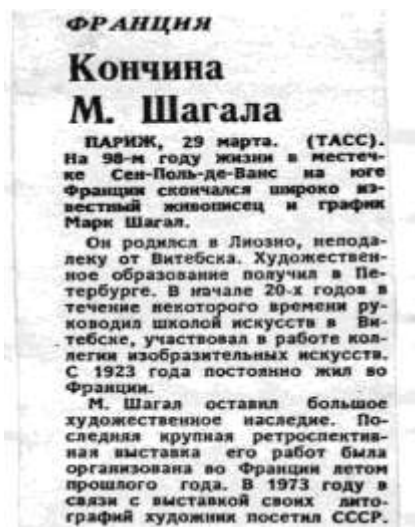 ФРАНЦИЯ
Кончина
М. Шагала
ПАРИЖ, 29 марта. (ТАСС).
На 98-м году жизни в местеч-
ке Сен-Поль-де-Ванс на юге
Франции скончался широко из-
вестный живописец и график
Марк Шагал.
Он родился в Лиозно, непода-
леку от Витебска. Художествен-
ное образование получил в Пе-
тербурге. В начале 20-х годов в
течение некоторого времени ру-
ководил школой искусств в Ви-
тебске, участвовал в работе кол-
легии изобразительных искусств.
С 1923 года постоянно жил во
Франции.
М. Шагал оставил большое
художественное наследие. По-
следняя крупная ретроспектив-
ная выставка его работ была
организована во Франции летом
прошлого года. В 1973 году в
связи с выставкой своих лито-
графий художник посетил СССР.